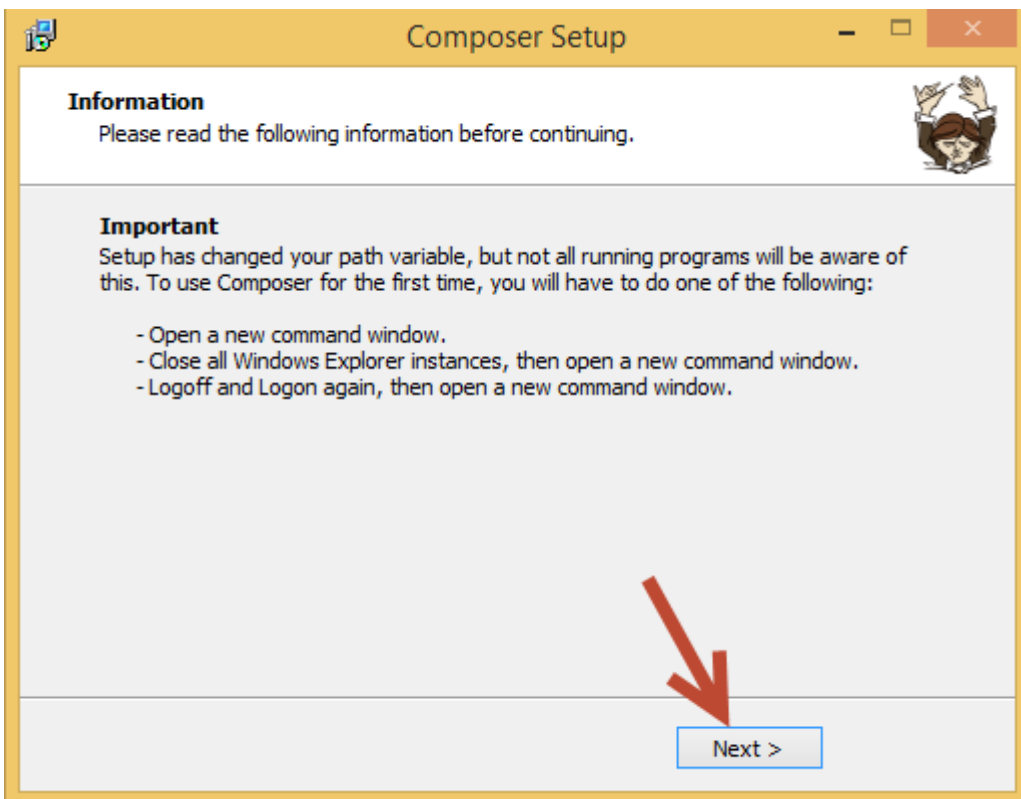 Composer Setup
Information
Please read the following information before continuing.
Important
Setup has changed your path variable, but not all running programs will be aware of
this. To use Composer for the first time, you will have to do one of the following:
- Open a new command window.
- Close all Windows Explorer instances, then open a new command window.
- Logoff and Logon again, then open a new command window.
Next >